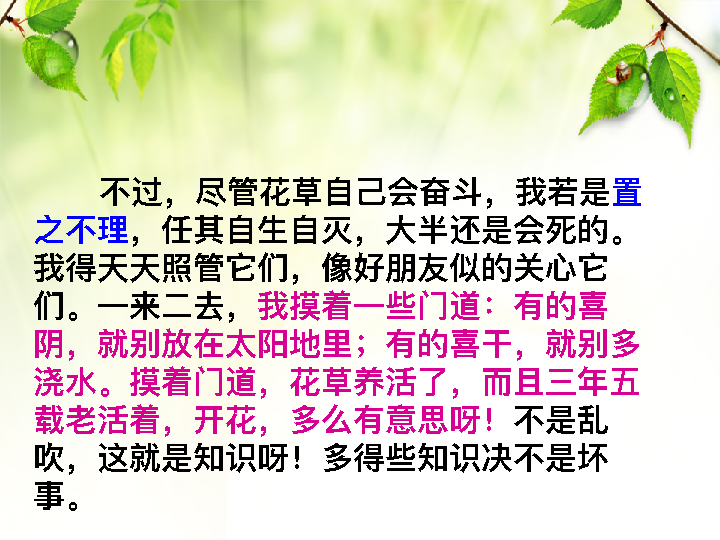 不过，尽管花草自己会奋斗，我若是置
之不理，任其自生自灭，大半还是会死的。
我得天天照管它们，像好朋友似的关心它
们。一来二去，我摸着一些门道：有的喜
阴，就别放在太阳地里；有的喜干，就别多
浇水。摸着门道，花草养活了，而且三年五
载老活着，开花，多么有意思呀！不是乱
吹，这就是知识呀！多得些知识决不是坏
事。